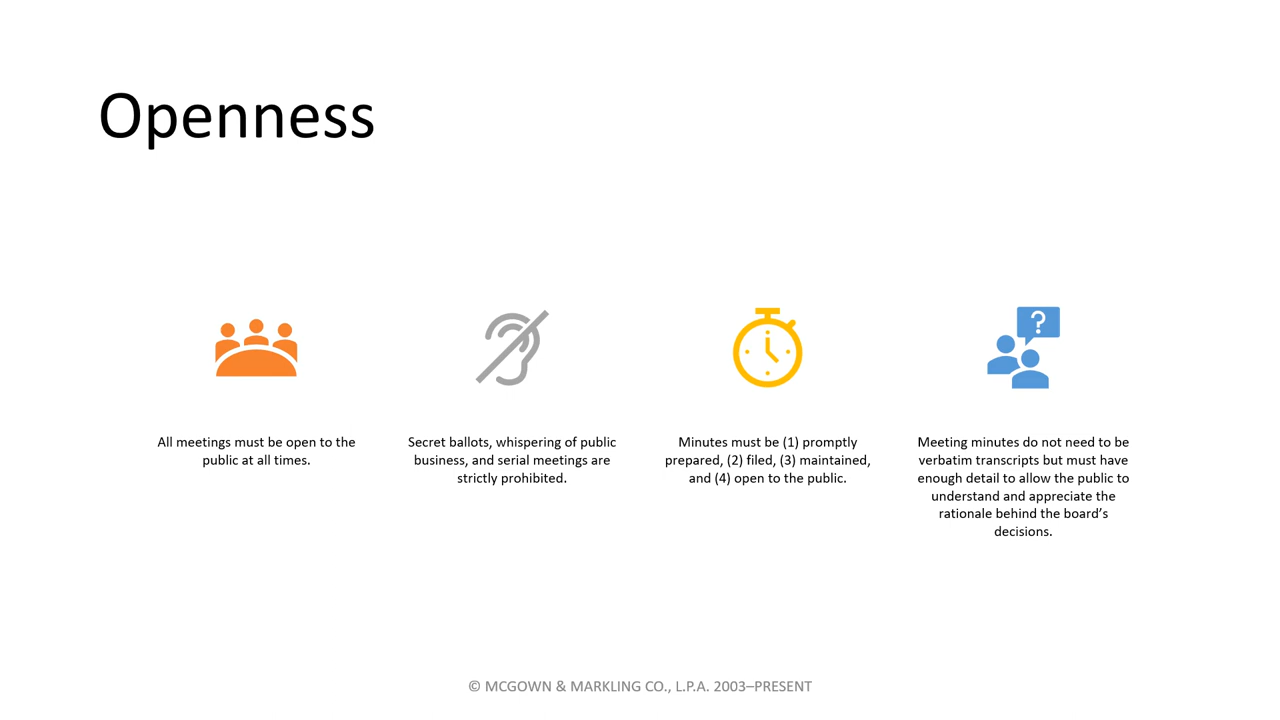 Openness
?
All meetings must be open to the
public at all times.
Secret ballots, whispering of public
business, and serial meetings are
strictly prohibited.
Minutes must be (1) promptly
prepared, (2) filed, (3) maintained,
and (4) open to the public.
Meeting minutes do not need to be
verbatim transcripts but must have
enough detail to allow the public to
understand and appreciate the
rationale behind the board’s
decisions.
© MCGOWN & MARKLING CO., L.P.A. 2003–PRESENT